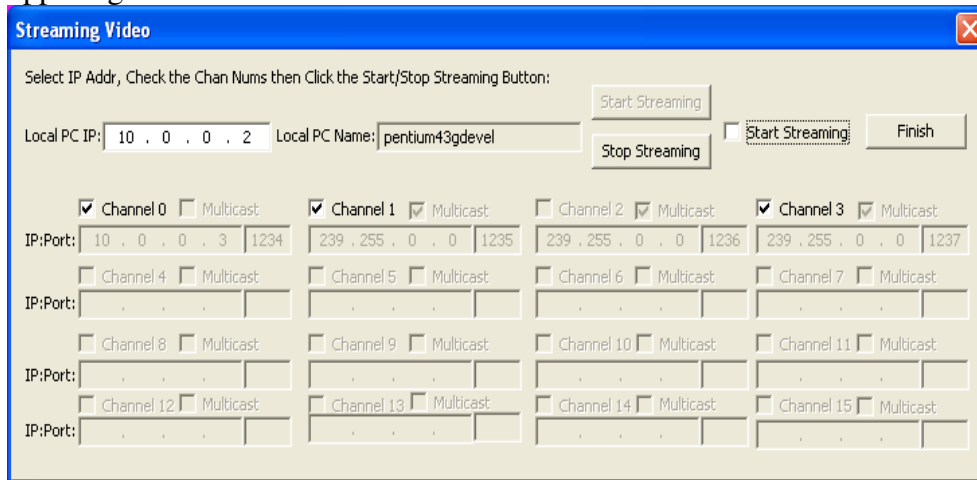 Streaming Video
Select IP Addr, Check the Chan Nums then Click the Start/Stop Streaming Button:
Start Streaming
Local PC IP: 10 . 0 . 0 . 2 Local PC Name: pentium43gdevel
Start Streaming
Finish
Stop Streaming
Channel 0 Multicast Channel 1 Multicast Channel 2 Multicast Channel 3 Multicast
IP:Port: 10 . 0 . 0 . 3 1234 239 . 255 . 0 . 0 1235 239 . 255 . 0 . 0 1236 239 . 255 . 0 . 0 1237
Channel 4 Multicast Channel 5 Multicast Channel 6 Multicast Channel 7 Multicast
IP:Port: . . . . . . . . . . . .
Channel 8 Multicast Channel 9 Multicast Channel 10 Multicast Channel 11 Multicast
IP:Port: . . . . . . . . . . . .
Channel 12 Multicast Channel 13 Multicast Channel 14 Multicast Channel 15 Multicast
IP:Port: . . . . . . . . . . . .